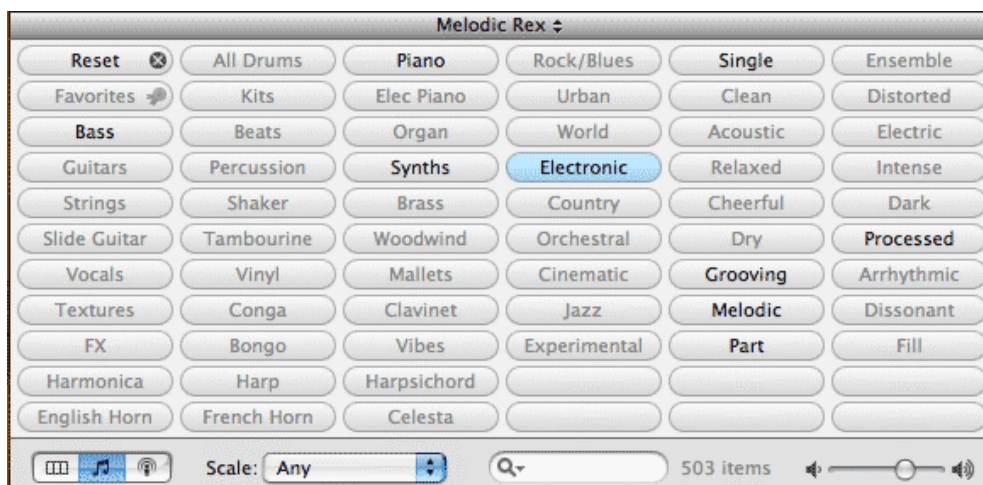 Melodic Rex
Reset All Drums Piano Rock/Blues Single Ensemble
Favorites Kits Elec Piano Urban Clean Distorted
Bass Beats Organ World Acoustic Electric
Guitars Percussion Synths Electronic Relaxed Intense
Strings Shaker Brass Country Cheerful Dark
Slide Guitar Tambourine Woodwind Orchestral Dry Processed
Vocals Vinyl Mallets Cinematic Grooving Arrhythmic
Textures Conga Clavinet Jazz Melodic Dissonant
FX Bongo Vibes Experimental Part Fill
Harmonica Harp Harpsichord
English Horn French Horn Celesta
Scale: Any 503 items